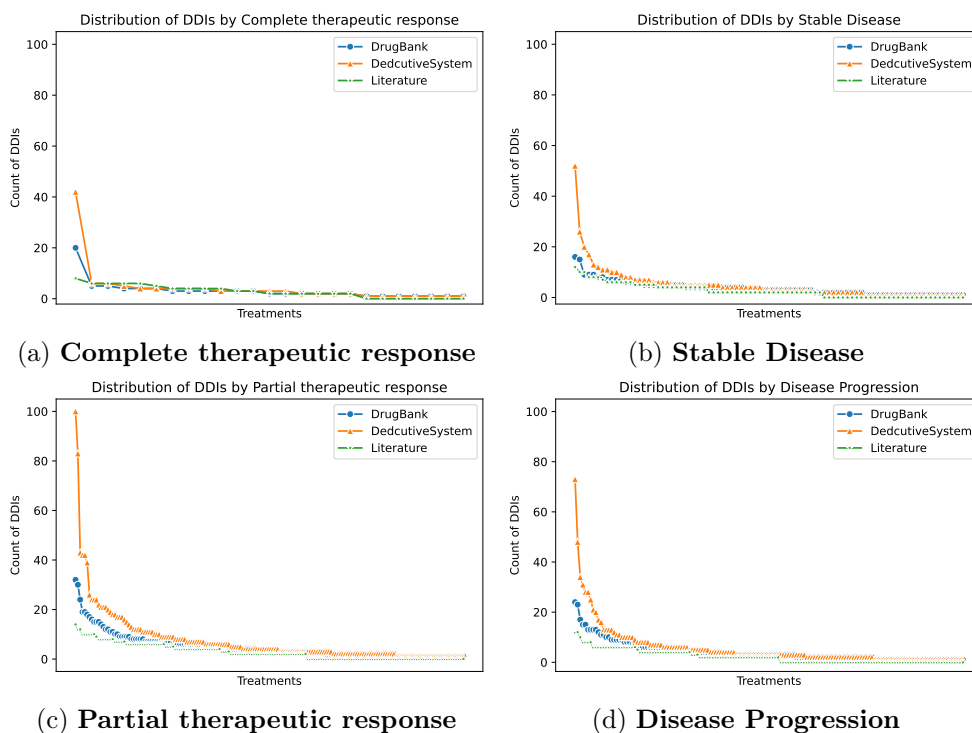 Distribution of DDIs by Complete therapeutic response
100
80
60
40
20
0
Count of DDIs
Treatments
DrugBank
DedcutiveSystem
Literature
(a) Complete therapeutic response
Distribution of DDIs by Stable Disease
100
80
60
40
20
0
Count of DDIs
Treatments
DrugBank
DedcutiveSystem
Literature
(b) Stable Disease
Distribution of DDIs by Partial therapeutic response
100
80
60
40
20
0
Count of DDIs
Treatments
DrugBank
DedcutiveSystem
Literature
(c) Partial therapeutic response
Distribution of DDIs by Disease Progression
100
80
60
40
20
0
Count of DDIs
Treatments
DrugBank
DedcutiveSystem
Literature
(d) Disease Progression